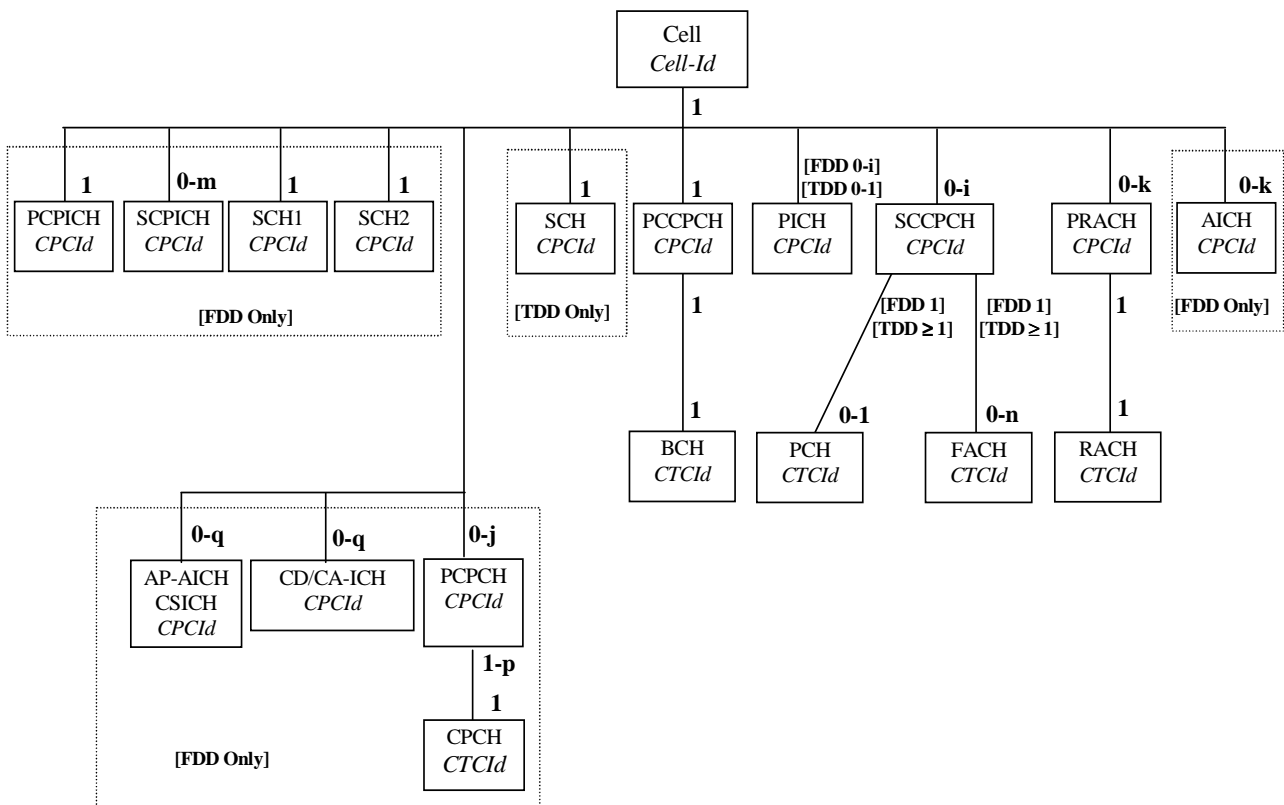 Cell
Cell-Id
1
1
0-m
1
1
1
1
[FDD 0-i]
[TDD 0-1]
0-i
0-k
0-k
PCPICH
CPCId
SCPICH
CPCId
SCH1
CPCId
SCH2
CPCId
SCH
CPCId
PCCPCH
CPCId
PICH
CPCId
SCCPCH
CPCId
PRACH
CPCId
AICH
CPCId
[FDD Only]
[TDD Only]
1
[FDD 1]
[TDD ≥ 1]
[FDD 1]
[TDD ≥ 1]
1
[FDD Only]
1
0-1
0-n
1
BCH
CTCId
PCH
CTCId
FACH
CTCId
RACH
CTCId
0-q
0-q
0-j
AP-AICH
CSICH
CPCId
CD/CA-ICH
CPCId
PCPCH
CPCId
1-p
1
CPCH
CTCId
[FDD Only]